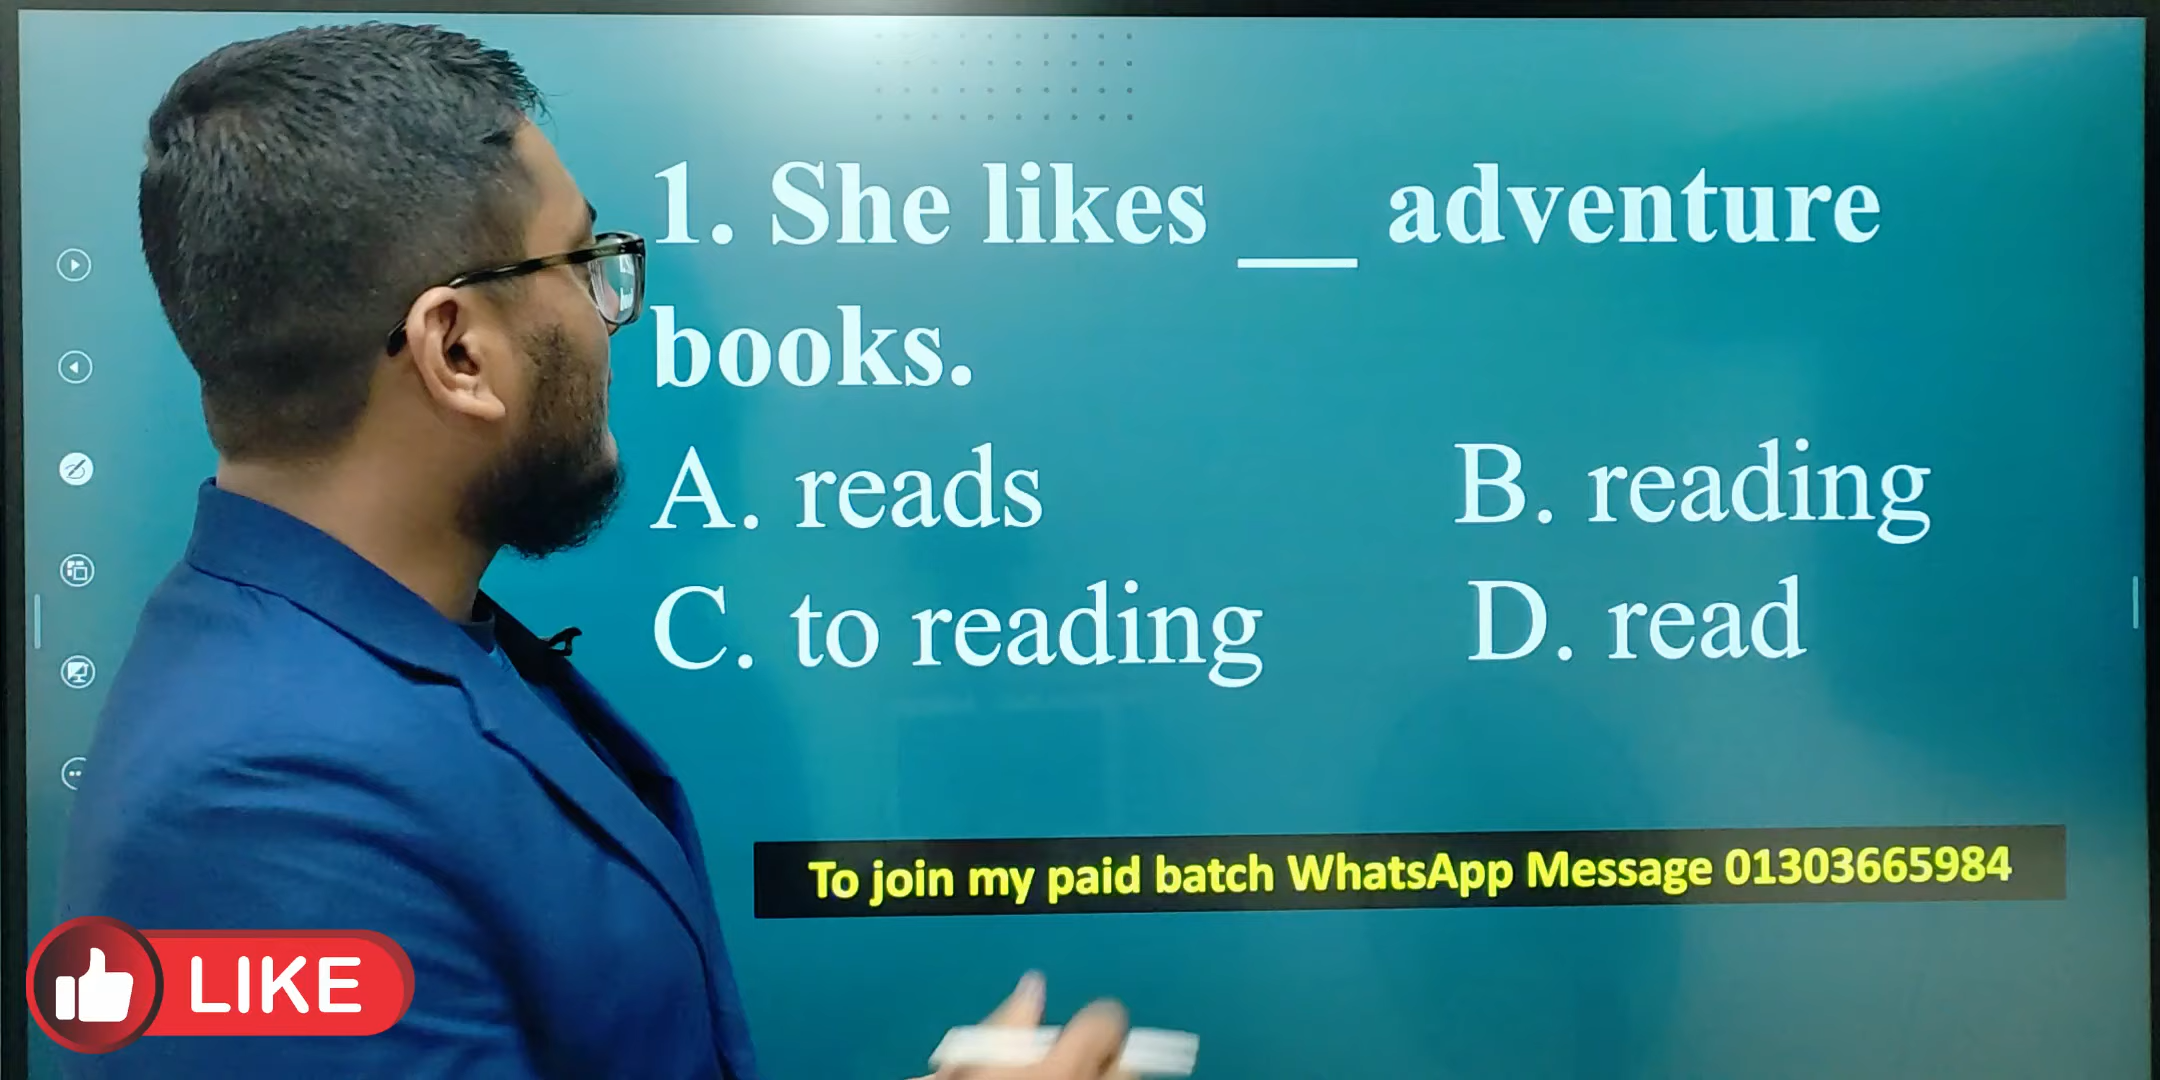 1. She likes __ adventure
books.
A. reads B. reading
C. to reading D. read
To join my paid batch WhatsApp Message 01303665984
LIKE